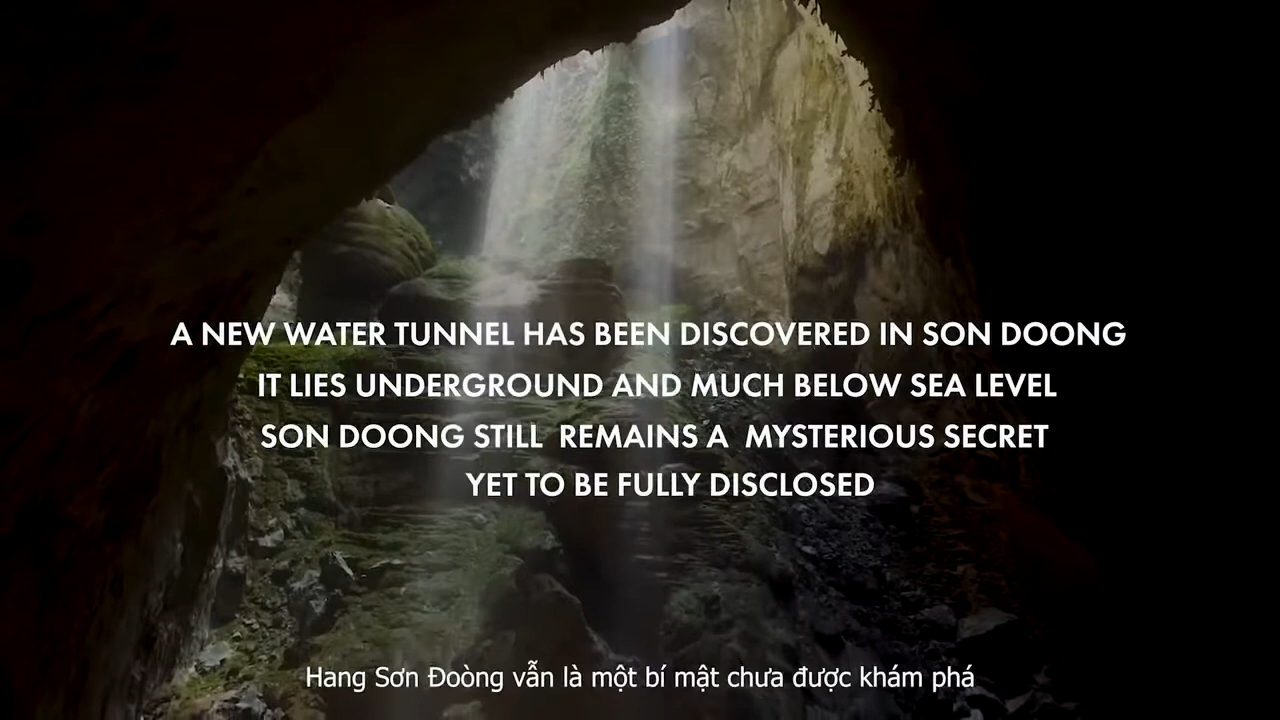 A NEW WATER TUNNEL HAS BEEN DISCOVERED IN SON DOONG
IT LIES UNDERGROUND AND MUCH BELOW SEA LEVEL
SON DOONG STILL REMAINS A MYSTERIOUS SECRET
YET TO BE FULLY DISCLOSED
Hang Sơn Đoòng vẫn là một bí mật chưa được khám phá